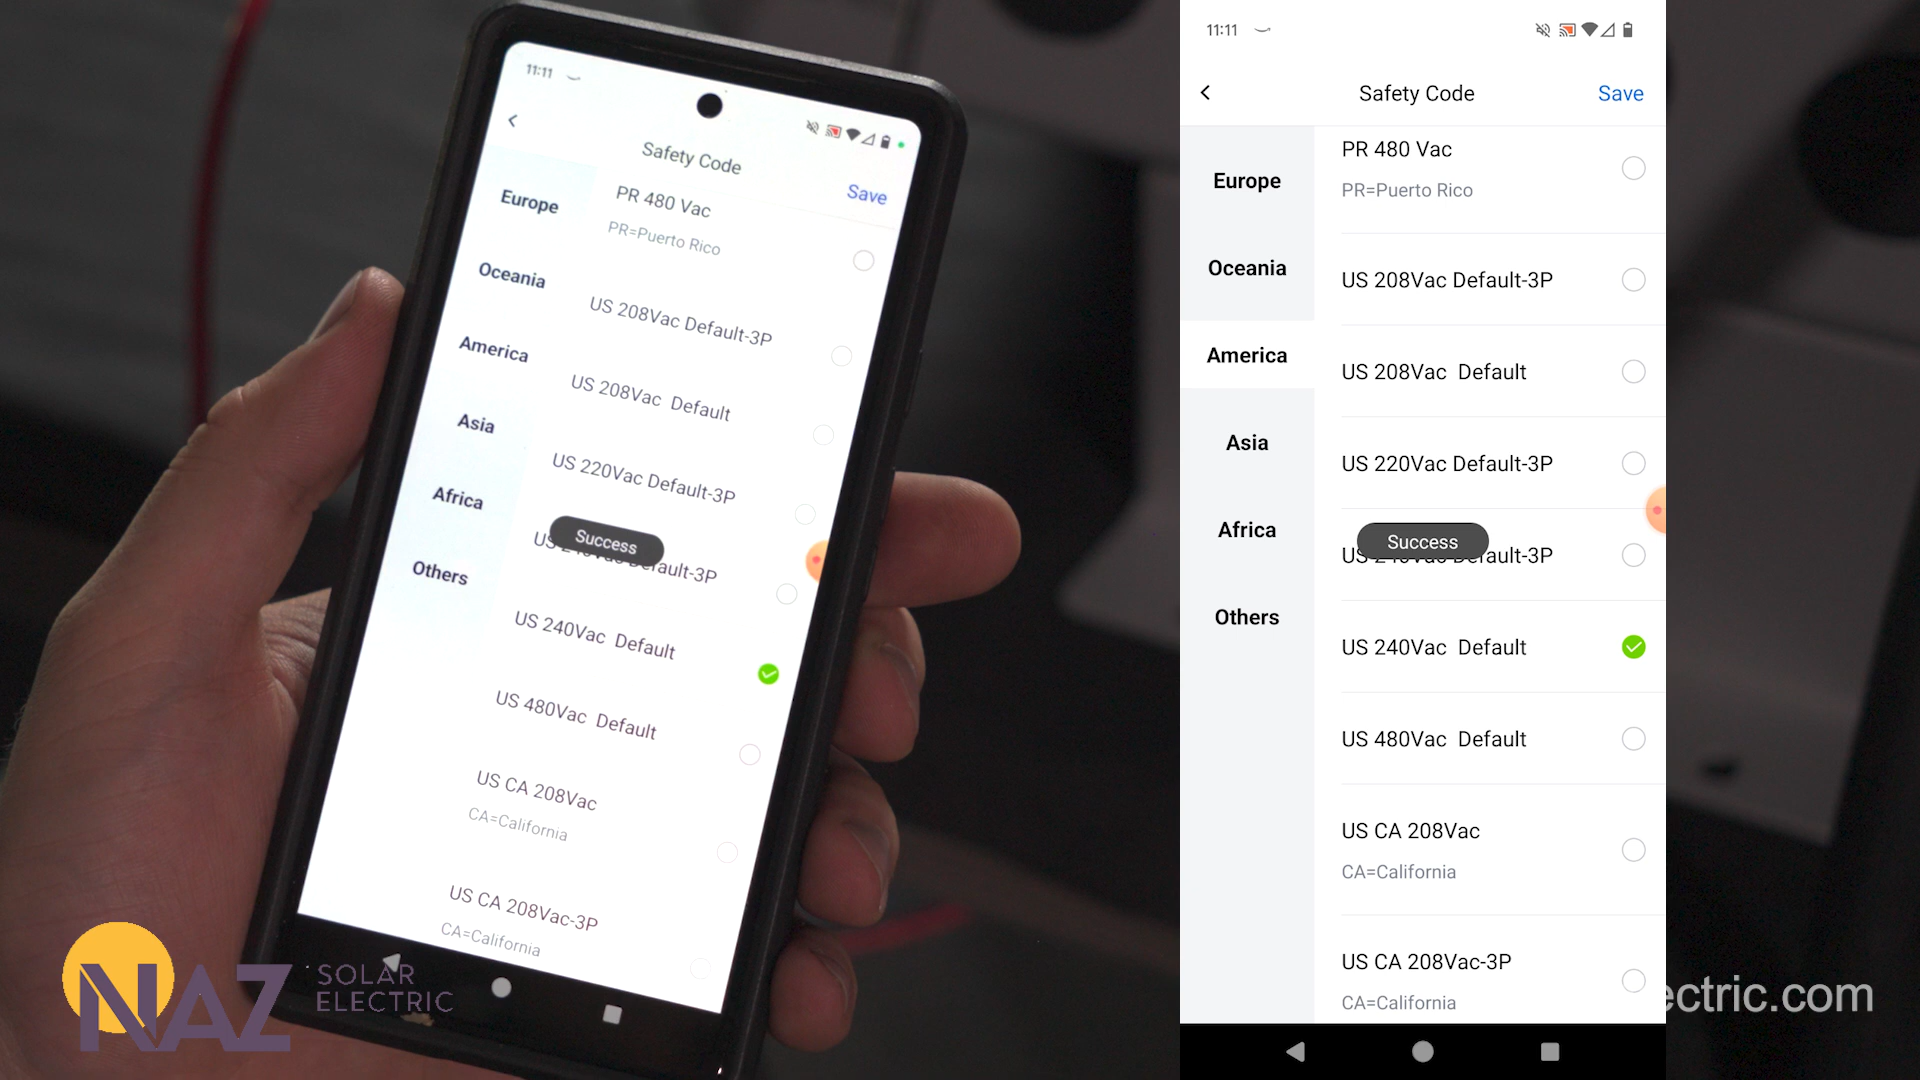 11:11
Safety Code
Save
Europe
Oceania
America
Asia
Africa
Others
PR 480 Vac
PR=Puerto Rico
US 208Vac Default-3P
US 208Vac Default
US 220Vac Default-3P
Success
US 240Vac Default
US 480Vac Default
US CA 208Vac
CA=California
US CA 208Vac-3P
CA=California
NAZ
SOLAR
ELECTRIC
11:11
Safety Code
Save
Europe
Oceania
America
Asia
Africa
Others
PR 480 Vac
PR=Puerto Rico
US 208Vac Default-3P
US 208Vac Default
US 220Vac Default-3P
Success
US 240Vac Default
US 480Vac Default
US CA 208Vac
CA=California
US CA 208Vac-3P
CA=California
ectric.com